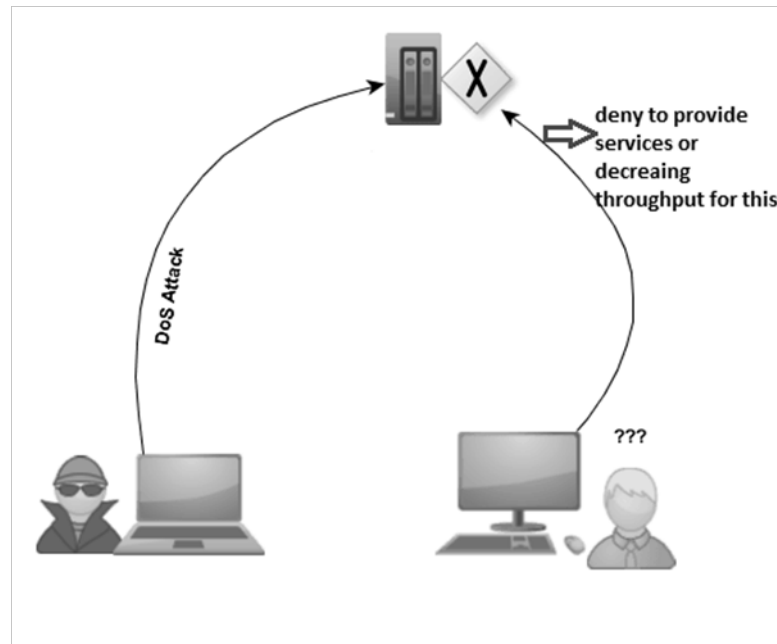 X
deny to provide
services or
decreaing
throughput for this
DoS Attack
???